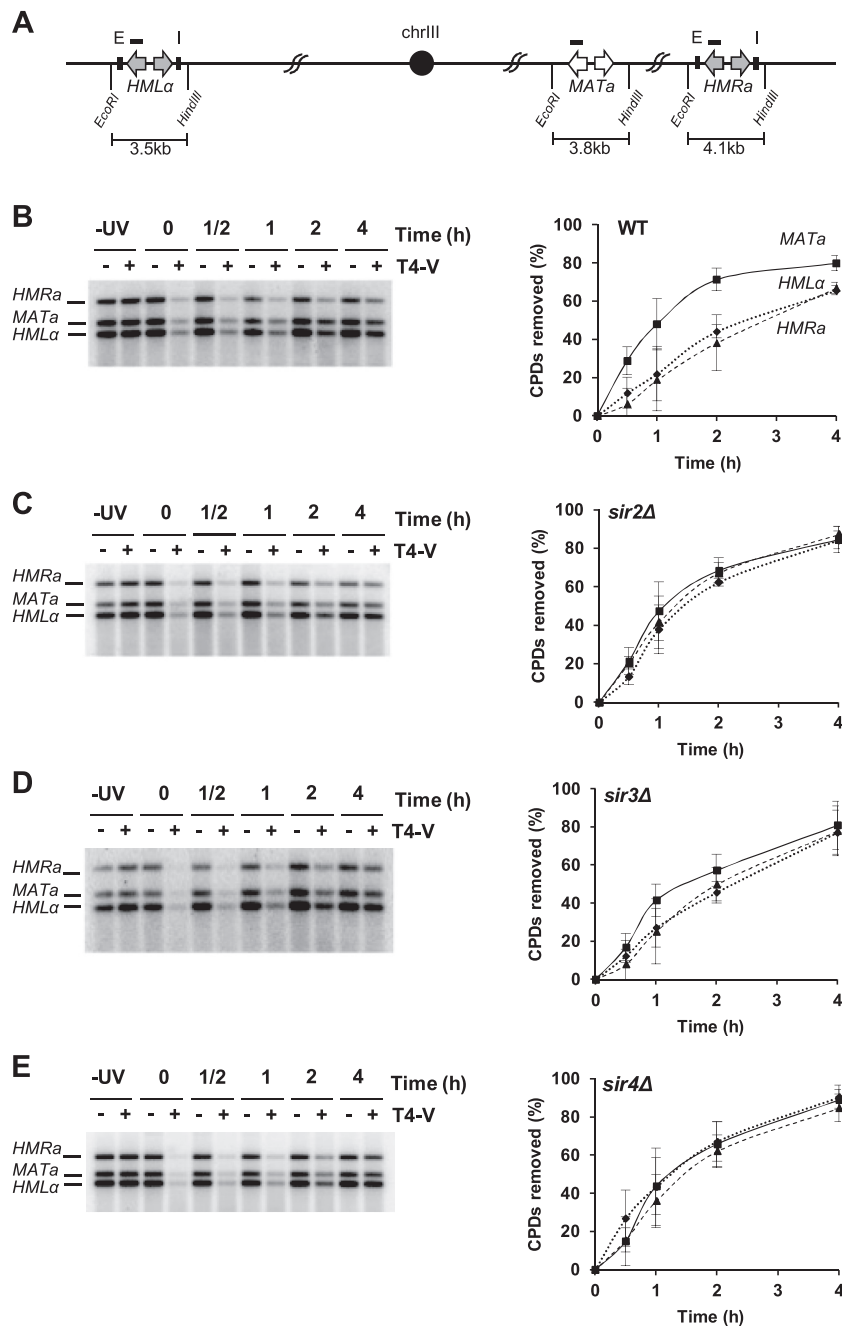 A
chrIII
E I
E I
HMLα
MATa
HMRa
EcoRI
HindIII
EcoRI
HindIII
EcoRI
HindIII
3.5kb
3.8kb
4.1kb
B
-UV 0 1/2 1 2 4 Time (h)
- + - + - + - + - + - + T4-V
HMRa
MATa
HMLα
WT
CPDs removed (%)
100
80
60
40
20
0
MATa
HMLα
HMRa
0 1 2 3 4
Time (h)
C
-UV 0 1/2 1 2 4 Time (h)
- + - + - + - + - + - + T4-V
HMRa
MATa
HMLα
sir2Δ
CPDs removed (%)
100
80
60
40
20
0
0 1 2 3 4
Time (h)
D
-UV 0 1/2 1 2 4 Time (h)
- + - + - + - + - + - + T4-V
HMRa
MATa
HMLα
sir3Δ
CPDs removed (%)
100
80
60
40
20
0
0 1 2 3 4
Time (h)
E
-UV 0 1/2 1 2 4 Time (h)
- + - + - + - + - + - + T4-V
HMRa
MATa
HMLα
sir4Δ
CPDs removed (%)
100
80
60
40
20
0
0 1 2 3 4
Time (h)